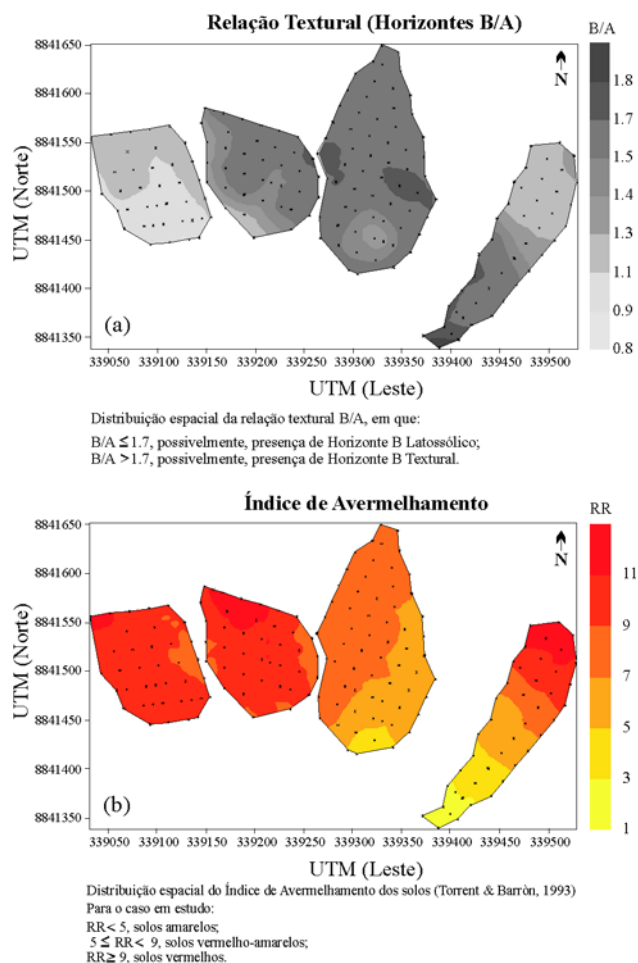 Relação Textural (Horizontes B/A)
B/A
N
8841650
8841600
8841550
8841500
8841450
8841400
8841350
UTM (Norte)
(a)
1.8
1.7
1.5
1.3
1.1
0.9
0.8
339050 339100 339150 339200 339250 339300 339350 339400 339450 339500
UTM (Leste)
Distribuição espacial da relação textural B/A, em que:
B/A ≤ 1.7, possivelmente, presença de Horizonte B Latossólico;
B/A > 1.7, possivelmente, presença de Horizonte B Textural.
Índice de Avermelhamento
RR
N
8841650
8841600
8841550
8841500
8841450
8841400
8841350
UTM (Norte)
(b)
11
9
7
5
3
1
339050 339100 339150 339200 339250 339300 339350 339400 339450 339500
UTM (Leste)
Distribuição espacial do Índice de Avermelhamento dos solos (Torrent & Barròn, 1993)
Para o caso em estudo:
RR< 5, solos amarelos;
5 ≤ RR< 9, solos vermelho-amarelos;
RR≥ 9, solos vermelhos.